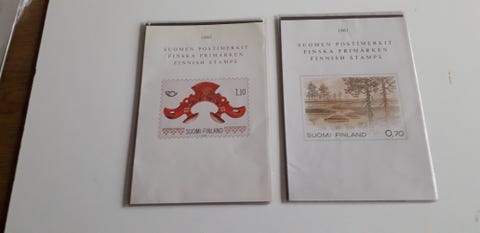 SUOMEN POSTIMERKIT
FINSKA FRIMÄRKEN
FINNISH STAMPS
1,10
SUOMI FINLAND
1981
SUOMEN POSTIMERKIT
FINSKA FRIMÄRKEN
FINNISH STAMPS
SUOMI FINLAND 0,70